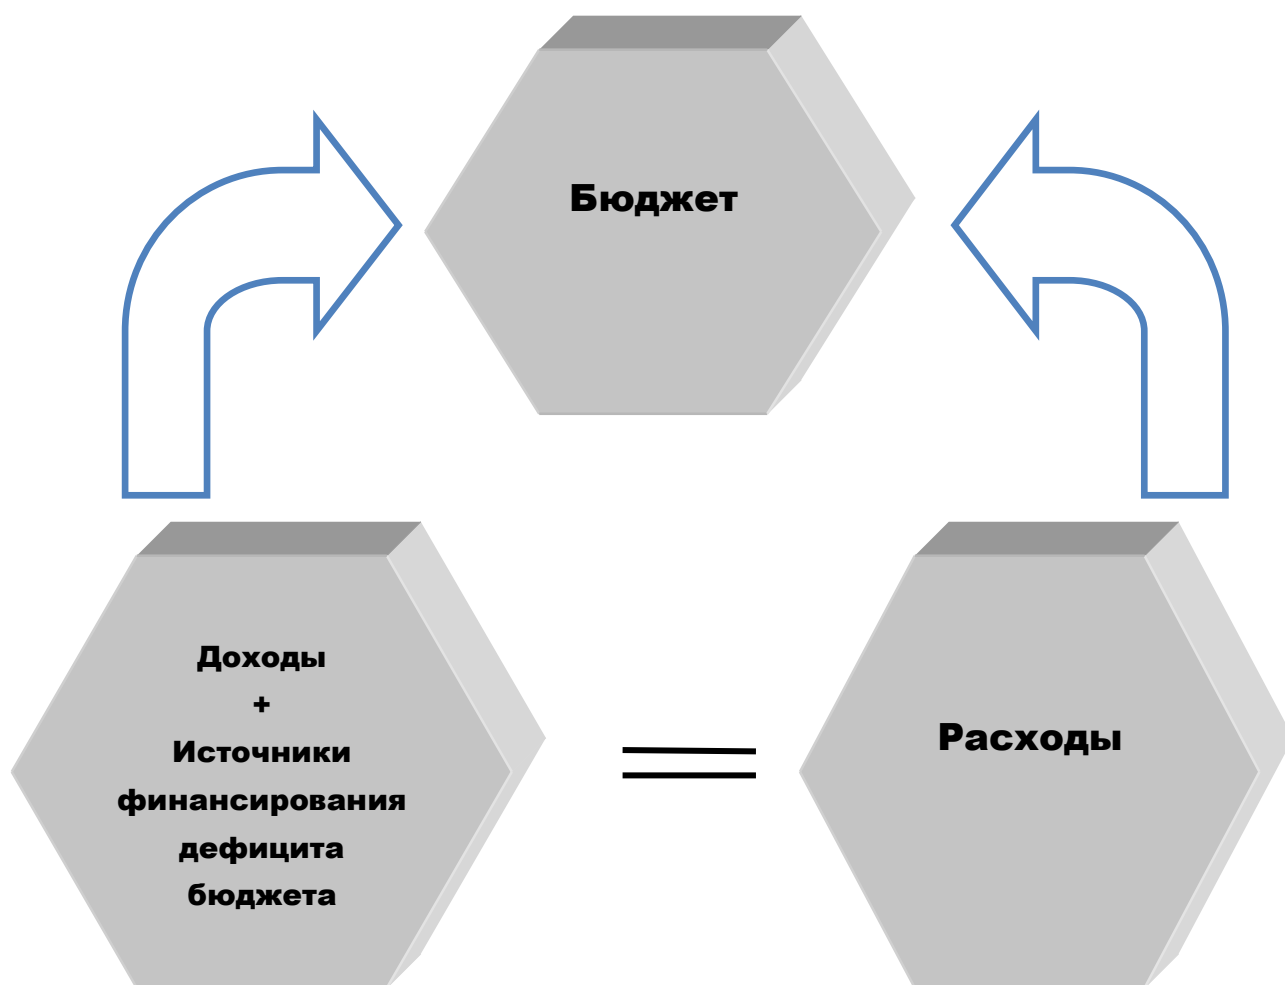 Бюджет
Доходы
+
Источники
финансирования
дефицита
бюджета
Расходы